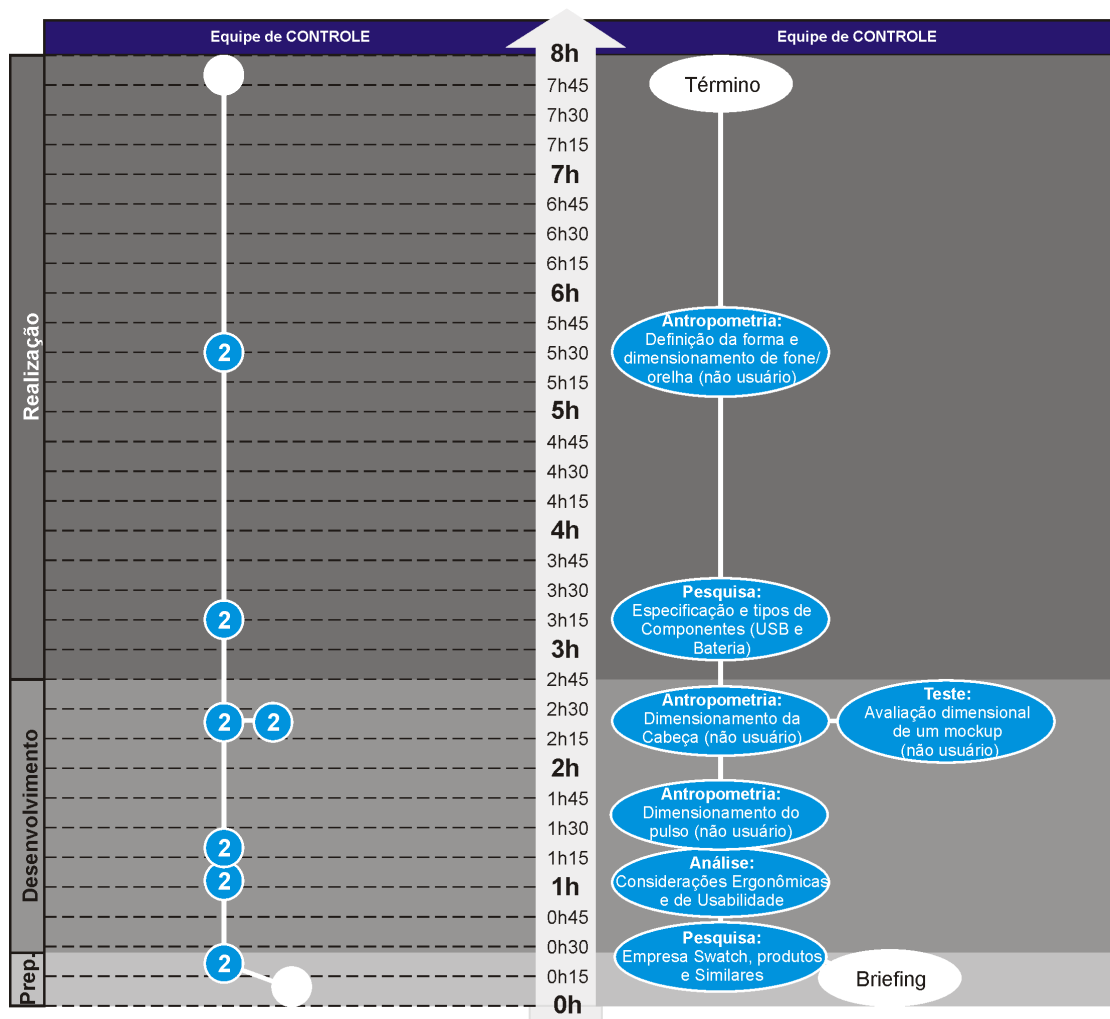 Equipe de CONTROLE
Equipe de CONTROLE
8h
7h45
7h30
7h15
7h
6h45
6h30
6h15
6h
5h45
5h30
5h15
5h
4h45
4h30
4h15
4h
3h45
3h30
3h15
3h
2h45
2h30
2h15
2h
1h45
1h30
1h15
1h
0h45
0h30
0h15
0h
Realização
Desenvolvimento
Prep.
2
2
2
2
2
2
2
Término
Antropometria:
Definição da forma e
dimensionamento de fone/
orelha (não usuário)
Pesquisa:
Especificação e tipos de
Componentes (USB e
Bateria)
Antropometria:
Dimensionamento da
Cabeça (não usuário)
Teste:
Avaliação dimensional
de um mockup
(não usuário)
Antropometria:
Dimensionamento do
pulso (não usuário)
Análise:
Considerações Ergonômicas
e de Usabilidade
Pesquisa:
Empresa Swatch, produtos
e Similares
Briefing